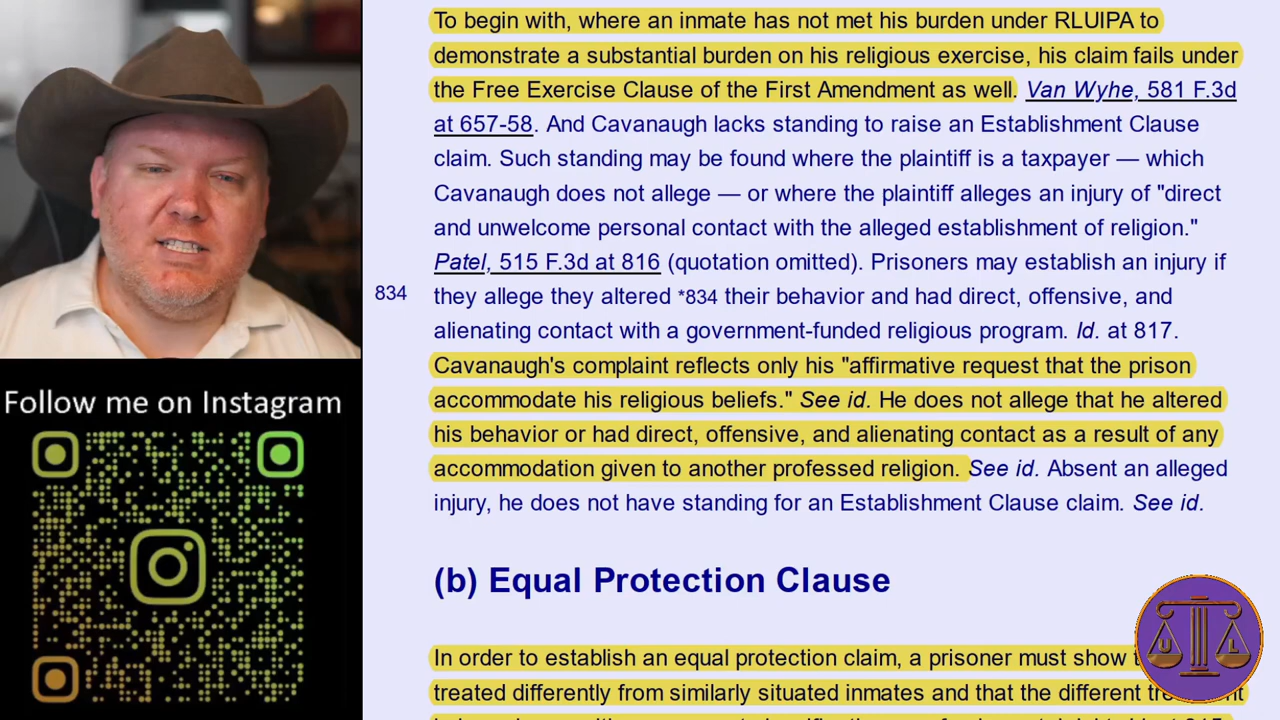 To begin with, where an inmate has not met his burden under RLUIPA to
demonstrate a substantial burden on his religious exercise, his claim fails under
the Free Exercise Clause of the First Amendment as well. Van Wyhe, 581 F.3d
at 657-58. And Cavanaugh lacks standing to raise an Establishment Clause
claim. Such standing may be found where the plaintiff is a taxpayer — which
Cavanaugh does not allege — or where the plaintiff alleges an injury of "direct
and unwelcome personal contact with the alleged establishment of religion."
Patel, 515 F.3d at 816 (quotation omitted). Prisoners may establish an injury if
834 they allege they altered *834 their behavior and had direct, offensive, and
alienating contact with a government-funded religious program. Id. at 817.
Cavanaugh's complaint reflects only his "affirmative request that the prison
accommodate his religious beliefs." See id. He does not allege that he altered
his behavior or had direct, offensive, and alienating contact as a result of any
accommodation given to another professed religion. See id. Absent an alleged
injury, he does not have standing for an Establishment Clause claim. See id.
(b) Equal Protection Clause
In order to establish an equal protection claim, a prisoner must show
treated differently from similarly situated inmates and that the different
Follow me on Instagram
U L